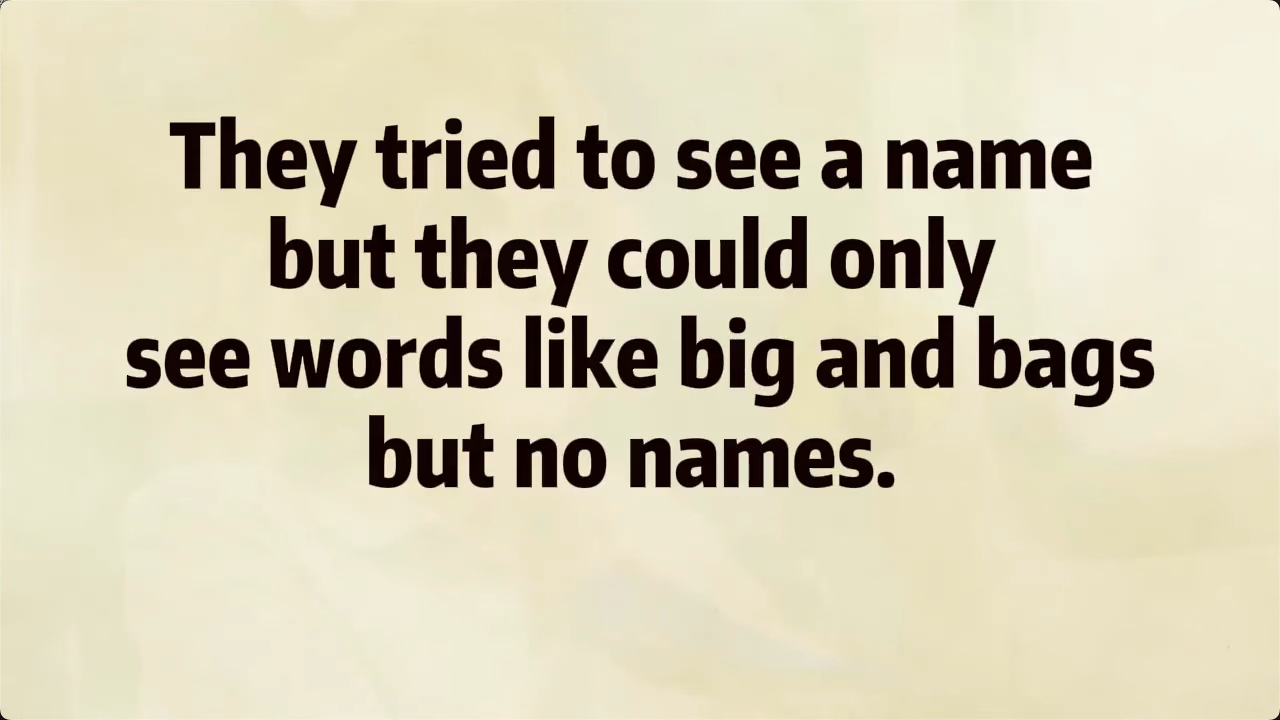 They tried to see a name
but they could only
see words like big and bags
but no names.